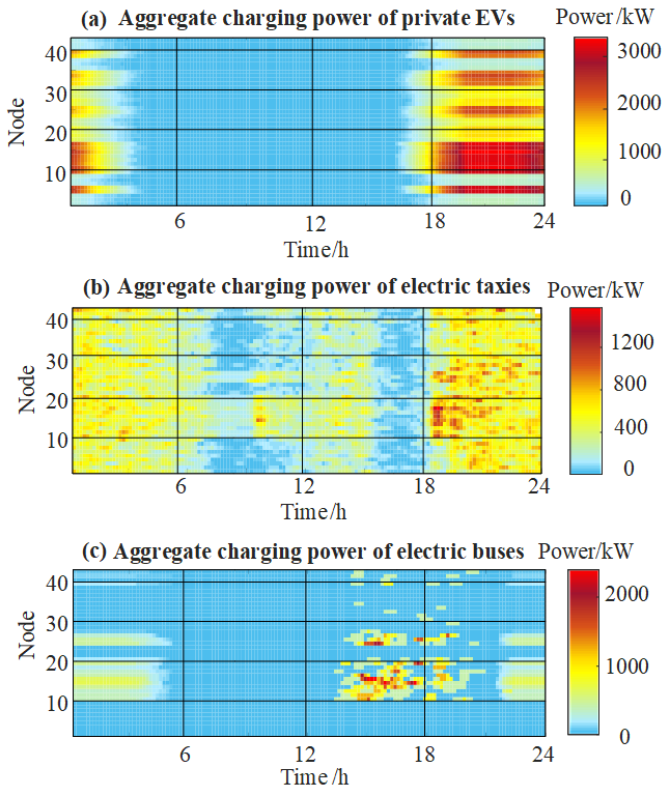 (a) Aggregate charging power of private EVs
Power/kW
40
30
20
10
Node
6
12
18
24
Time/h
3000
2000
1000
0
(b) Aggregate charging power of electric taxies
Power/kW
40
30
20
10
Node
6
12
18
24
Time/h
1200
800
400
0
(c) Aggregate charging power of electric buses
Power/kW
40
30
20
10
Node
6
12
18
24
Time/h
2000
1000
0